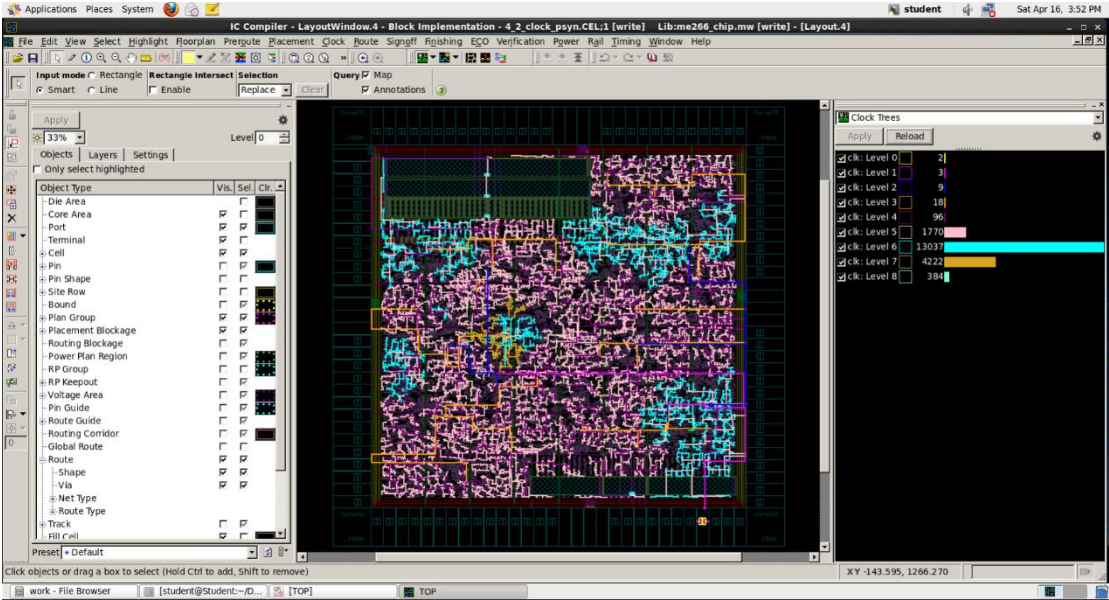 Applications Places System student Sat Apr 16, 3:52 PM
IC Compiler - LayoutWindow.4 - Block Implementation - 4_2_clock_psyn.CEL;1 [write] Lib:me266_chip.mw [write] - [Layout.4]
File Edit View Select Highlight Floorplan Preroute Placement Clock Route Signoff Finishing ECO Verification Power Rail Timing Window Help
Input mode Rectangle Rectangle Intersect Selection Query Map
Smart Line Enable Replace Clear Annotations
Apply
33% Level 0
Objects Layers Settings
Only select highlighted
Object Type Vis. Sel. Clr.
Die Area
Core Area
Port
Terminal
Cell
Pin
Pin Shape
Site Row
Bound
Plan Group
Placement Blockage
Routing Blockage
Power Plan Region
RP Group
RP Keepout
Voltage Area
Pin Guide
Route Guide
Routing Corridor
Global Route
Route
Shape
Via
Net Type
Route Type
Track
Fill Cell
Preset Default
0
Clock Trees
Apply Reload
clk: Level 0 2
clk: Level 1 3
clk: Level 2 9
clk: Level 3 18
clk: Level 4 96
clk: Level 5 1770
clk: Level 6 13037
clk: Level 7 4222
clk: Level 8 384
Click objects or drag a box to select (Hold Ctrl to add, Shift to remove) XY -143.595, 1266.270
work - File Browser [student@Student:~/D... [TOP] TOP